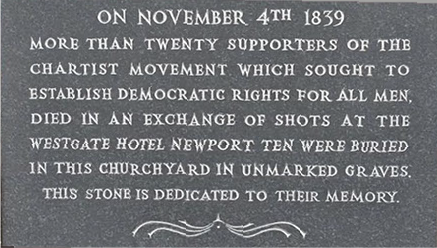 ON NOVEMBER 4TH 1839
MORE THAN TWENTY SUPPORTERS OF THE
CHARTIST MOVEMENT WHICH SOUGHT TO
ESTABLISH DEMOCRATIC RIGHTS FOR ALL MEN,
DIED IN AN EXCHANGE OF SHOTS AT THE
WESTGATE HOTEL NEWPORT. TEN WERE BURIED
IN THIS CHURCHYARD IN UNMARKED GRAVES.
THIS STONE IS DEDICATED TO THEIR MEMORY.